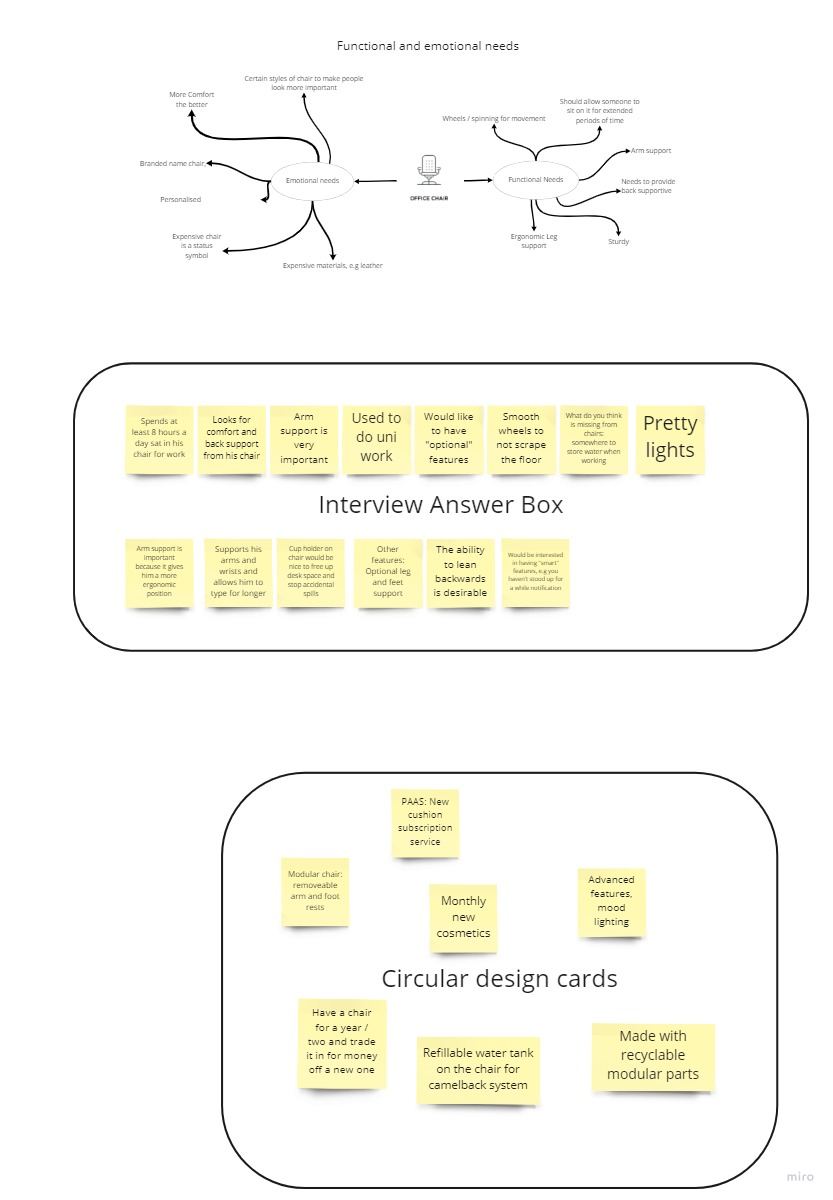 Functional and emotional needs
Certain styles of chair to make people
look more important
More Comfort
the better
Branded name chair,
Personalised
Expensive chair
is a status
symbol
Expensive materials, e.g leather
Emotional needs
OFFICE CHAIR
Functional Needs
Wheels / spinning for movement
Should allow someone to
sit on it for extended
periods of time
Arm support
Needs to provide
back supportive
Ergonomic Leg
support
Sturdy
Spends at
least 8 hours a
day sat in his
chair for work
Looks for
comfort and
back support
from his chair
Arm
support is
very
important
Used to
do uni
work
Would like
to have
"optional"
features
Smooth
wheels to
not scrape
the floor
What do you think
is missing from
chairs:
somewhere to
store water when
working
Pretty
lights
Interview Answer Box
Arm support is
important
because it gives
him a more
ergonomic
position
Supports his
arms and
wrists and
allows him to
type for longer
Cup holder on
chair would be
nice to free up
desk space and
stop accidental
spills
Other
features:
Optional leg
and feet
support
The ability
to lean
backwards
is desirable
Would be interested
in having "smart"
features, e.g you
haven't stood up for
a while notification
PAAS: New
cushion
subscription
service
Modular chair:
removeable
arm and foot
rests
Monthly
new
cosmetics
Advanced
features,
mood
lighting
Circular design cards
Have a chair
for a year /
two and trade
it in for money
off a new one
Refillable water tank
on the chair for
camelback system
Made with
recyclable
modular parts
miro